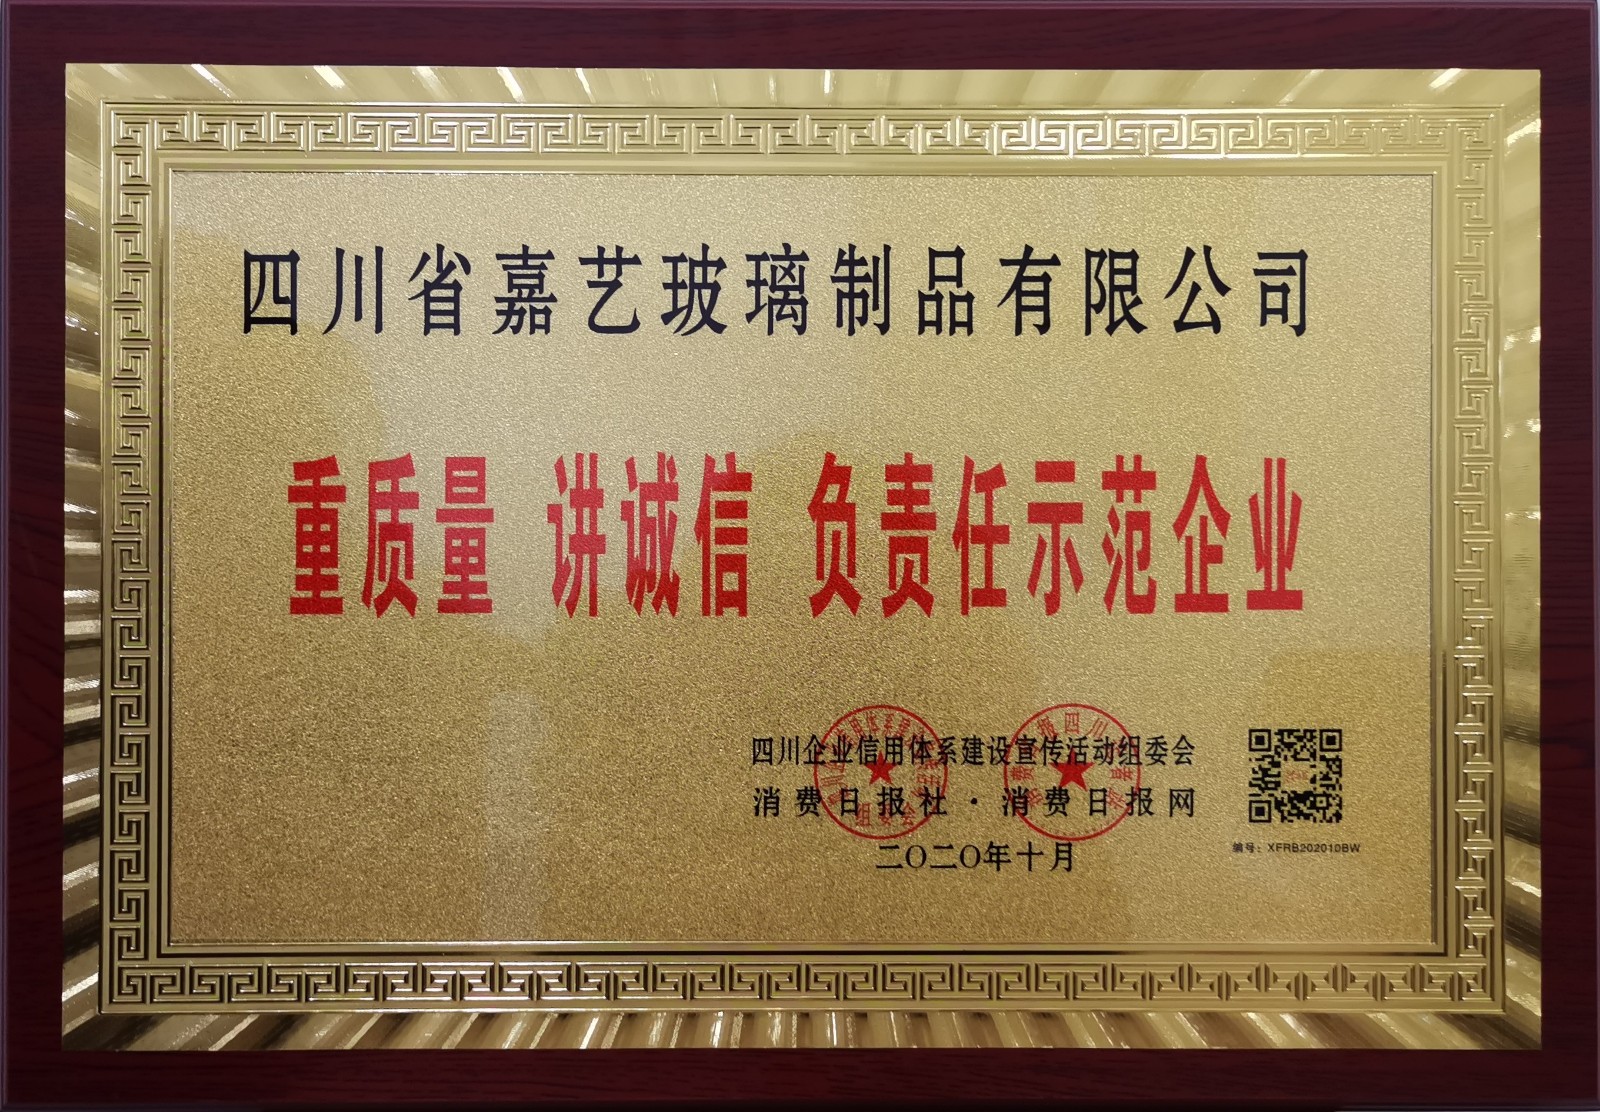 四川省嘉艺玻璃制品有限公司
重质量 讲诚信 负责任示范企业
四川企业信用体系建设宣传活动组委会
消费日报社·消费日报网
二〇二〇年十月
编号：XFRB202010BW